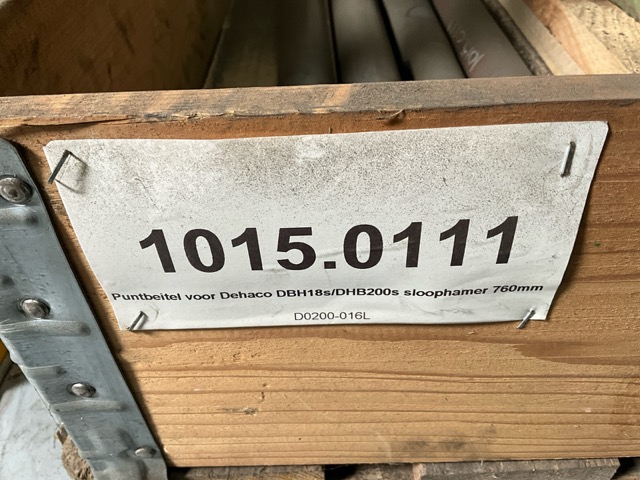 1015.0111
Puntbeitel voor Dehaco DBH18s/DHB200s sloophamer 760mm
D0200-016L